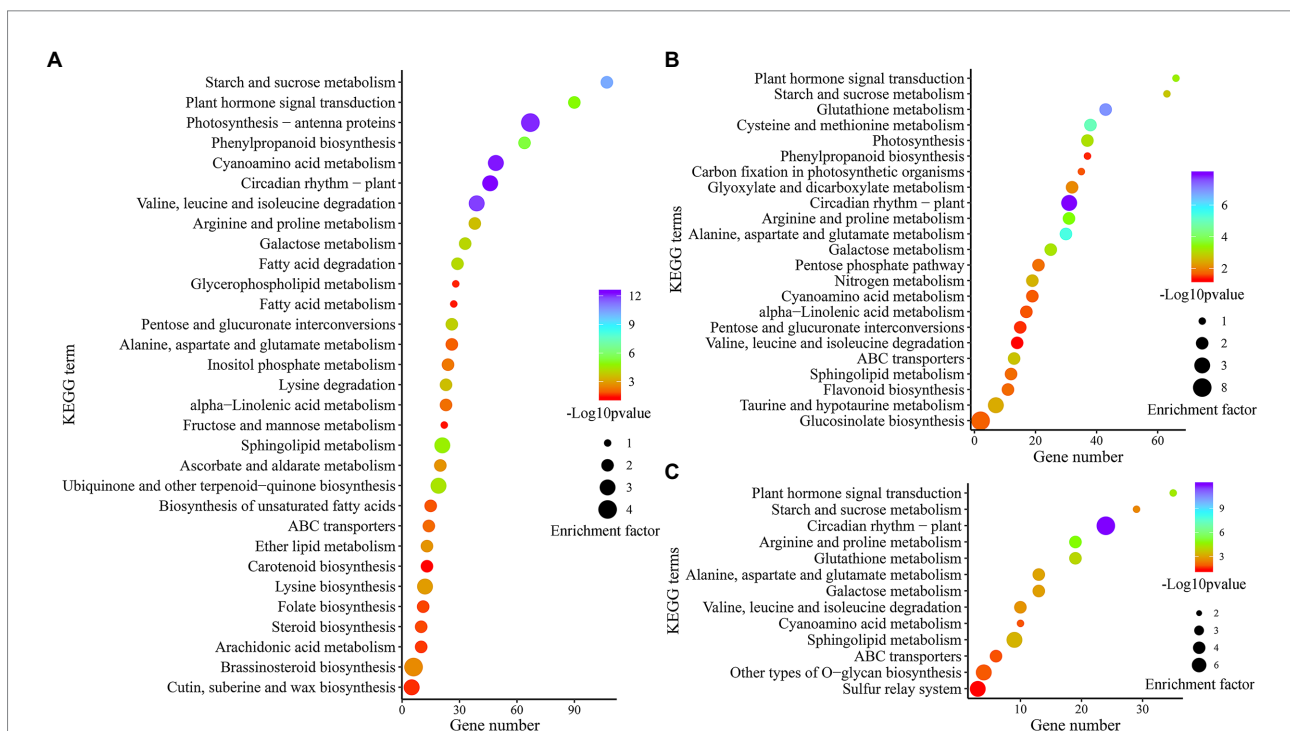 A
Starch and sucrose metabolism
Plant hormone signal transduction
Photosynthesis − antenna proteins
Phenylpropanoid biosynthesis
Cyanoamino acid metabolism
Circadian rhythm − plant
Valine, leucine and isoleucine degradation
Arginine and proline metabolism
Galactose metabolism
Fatty acid degradation
Glycerophospholipid metabolism
Fatty acid metabolism
Pentose and glucuronate interconversions
Alanine, aspartate and glutamate metabolism
Inositol phosphate metabolism
Lysine degradation
alpha−Linolenic acid metabolism
Fructose and mannose metabolism
Sphingolipid metabolism
Ascorbate and aldarate metabolism
Ubiquinone and other terpenoid−quinone biosynthesis
Biosynthesis of unsaturated fatty acids
ABC transporters
Ether lipid metabolism
Carotenoid biosynthesis
Lysine biosynthesis
Folate biosynthesis
Steroid biosynthesis
Arachidonic acid metabolism
Brassinosteroid biosynthesis
Cutin, suberine and wax biosynthesis
KEGG term
0 30 60 90
Gene number
12
9
6
3
-Log10pvalue
1
2
3
4
Enrichment factor
B
Plant hormone signal transduction
Starch and sucrose metabolism
Glutathione metabolism
Cysteine and methionine metabolism
Photosynthesis
Phenylpropanoid biosynthesis
Carbon fixation in photosynthetic organisms
Glyoxylate and dicarboxylate metabolism
Circadian rhythm − plant
Arginine and proline metabolism
Alanine, aspartate and glutamate metabolism
Galactose metabolism
Pentose phosphate pathway
Nitrogen metabolism
Cyanoamino acid metabolism
alpha−Linolenic acid metabolism
Pentose and glucuronate interconversions
Valine, leucine and isoleucine degradation
ABC transporters
Sphingolipid metabolism
Flavonoid biosynthesis
Taurine and hypotaurine metabolism
Glucosinolate biosynthesis
KEGG terms
0 20 40 60
Gene number
6
4
2
-Log10pvalue
1
2
3
8
Enrichment factor
C
Plant hormone signal transduction
Starch and sucrose metabolism
Circadian rhythm − plant
Arginine and proline metabolism
Glutathione metabolism
Alanine, aspartate and glutamate metabolism
Galactose metabolism
Valine, leucine and isoleucine degradation
Cyanoamino acid metabolism
Sphingolipid metabolism
ABC transporters
Other types of O−glycan biosynthesis
Sulfur relay system
KEGG terms
10 20 30
Gene number
9
6
3
-Log10pvalue
2
3
4
6
Enrichment factor